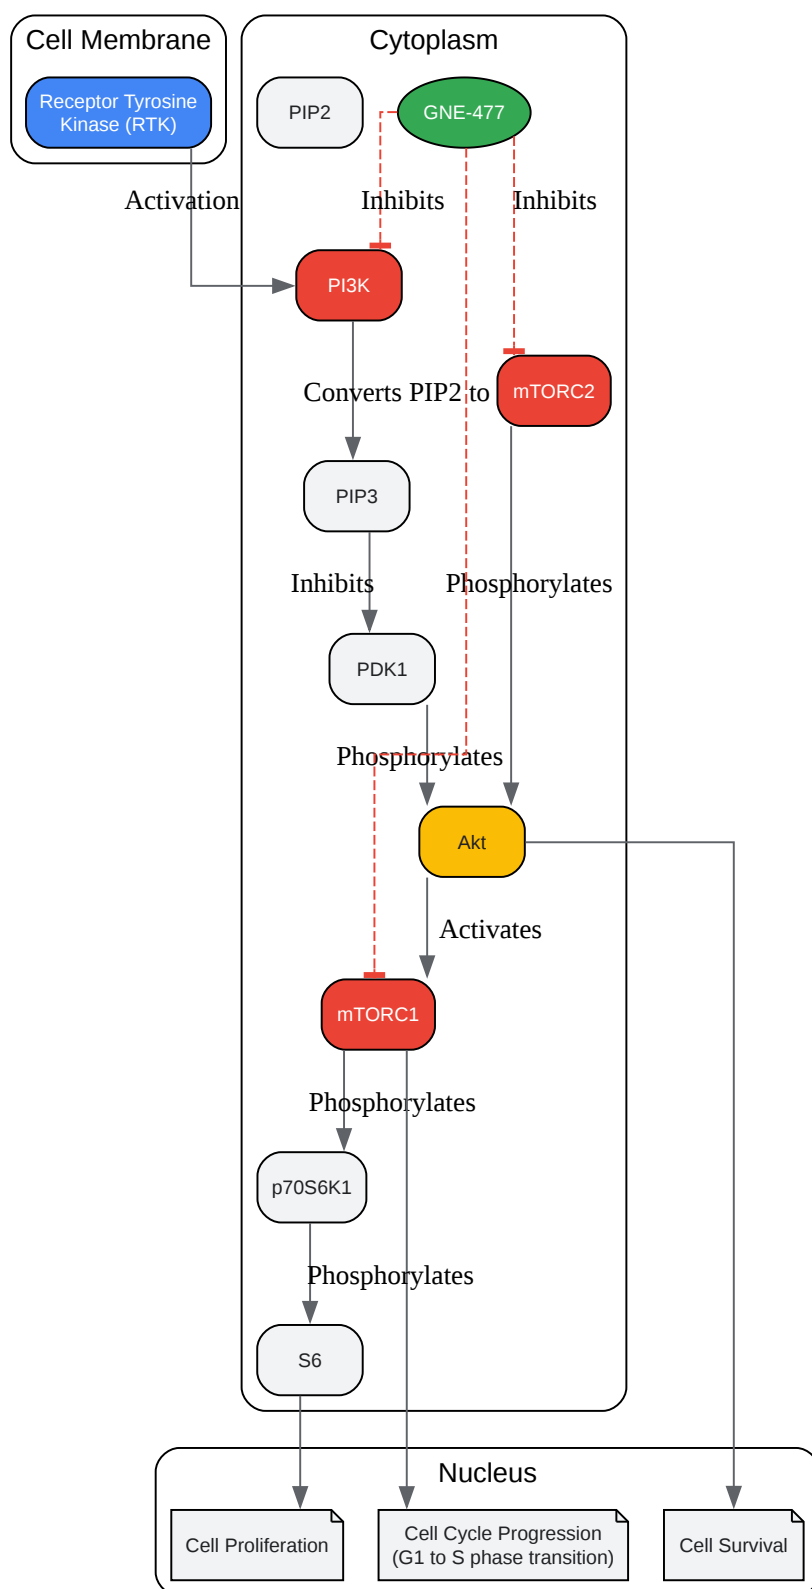 Cell Membrane
Cytoplasm
Receptor Tyrosine
Kinase (RTK)
PIP2
GNE-477
Activation
Inhibits
Inhibits
PI3K
Converts PIP2 to
mTORC2
PIP3
Inhibits
Phosphorylates
PDK1
Phosphorylates
Akt
Activates
mTORC1
Phosphorylates
p70S6K1
Phosphorylates
S6
Nucleus
Cell Proliferation
Cell Cycle Progression
(G1 to S phase transition)
Cell Survival